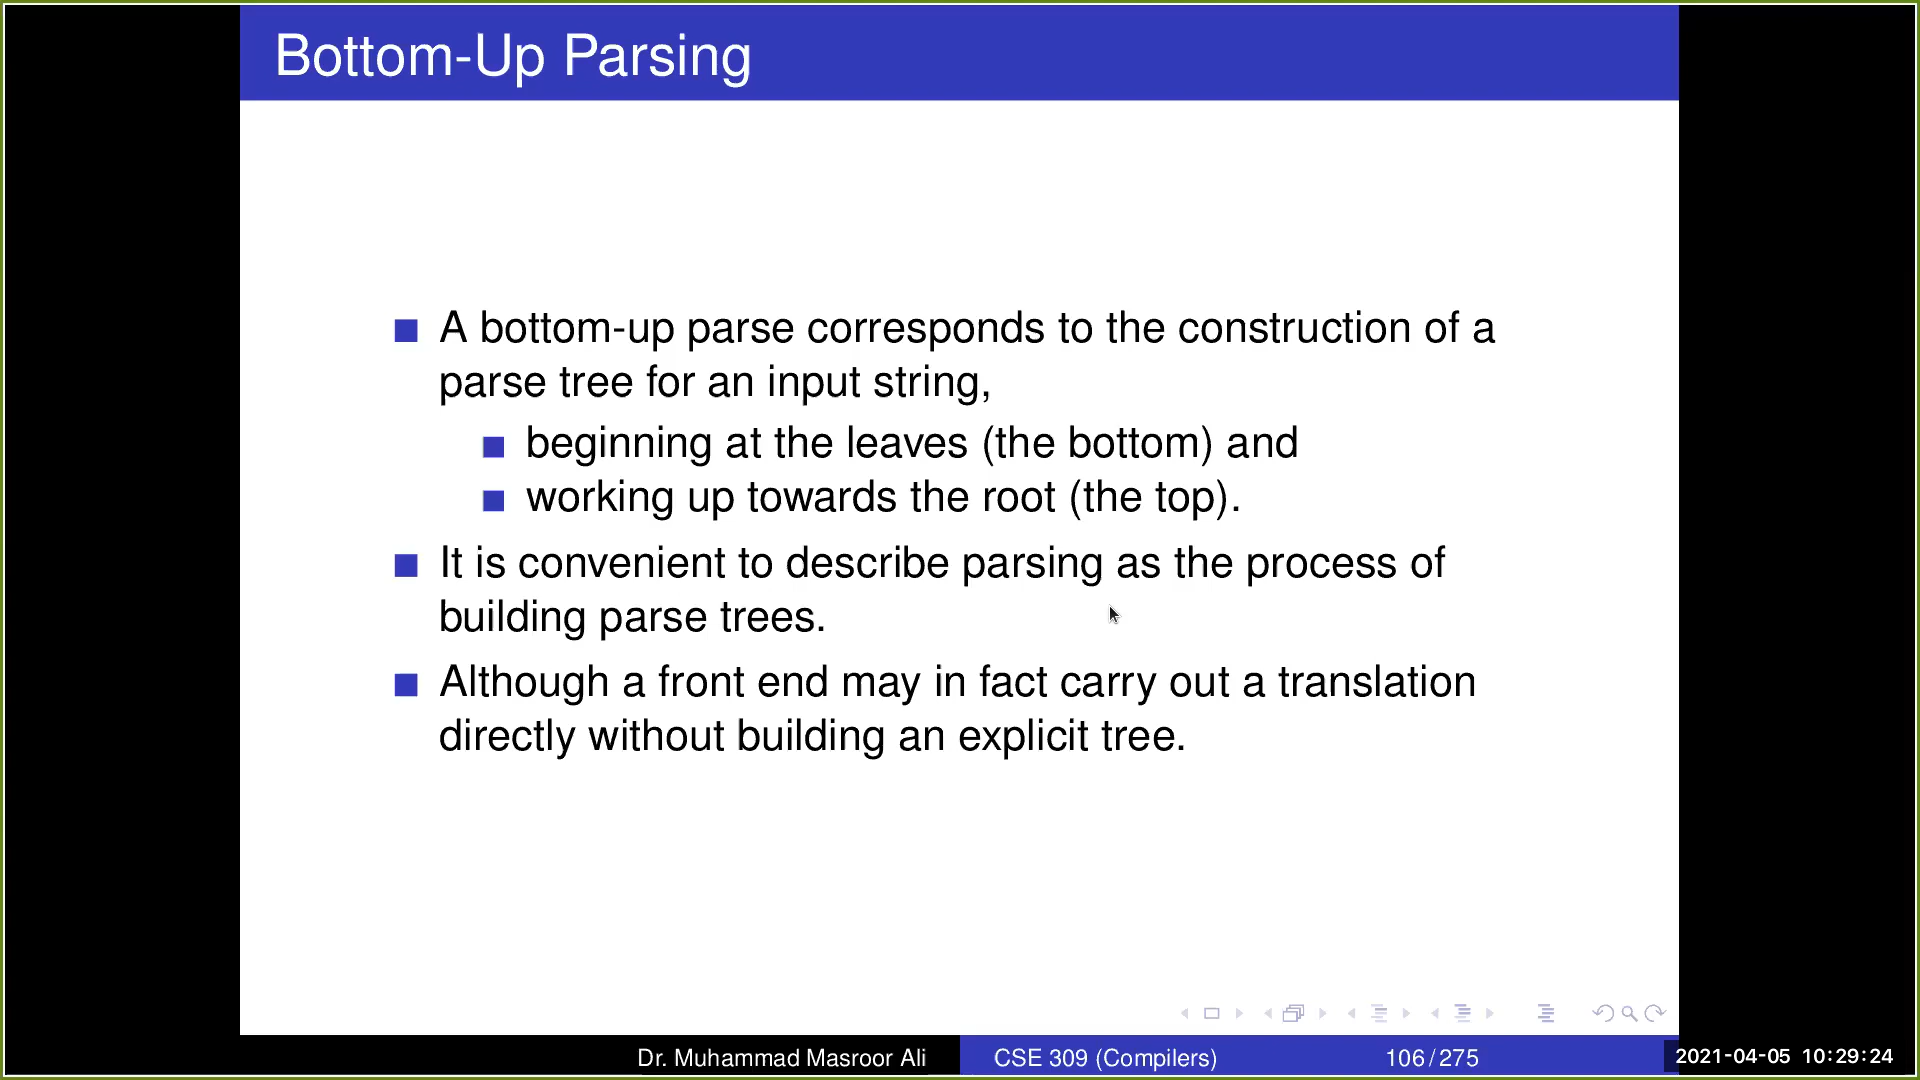 Bottom-Up Parsing
A bottom-up parse corresponds to the construction of a
parse tree for an input string,
beginning at the leaves (the bottom) and
working up towards the root (the top).
It is convenient to describe parsing as the process of
building parse trees.
Although a front end may in fact carry out a translation
directly without building an explicit tree.
Dr. Muhammad Masroor Ali
CSE 309 (Compilers)
106/275
2021-04-05 10:29:24